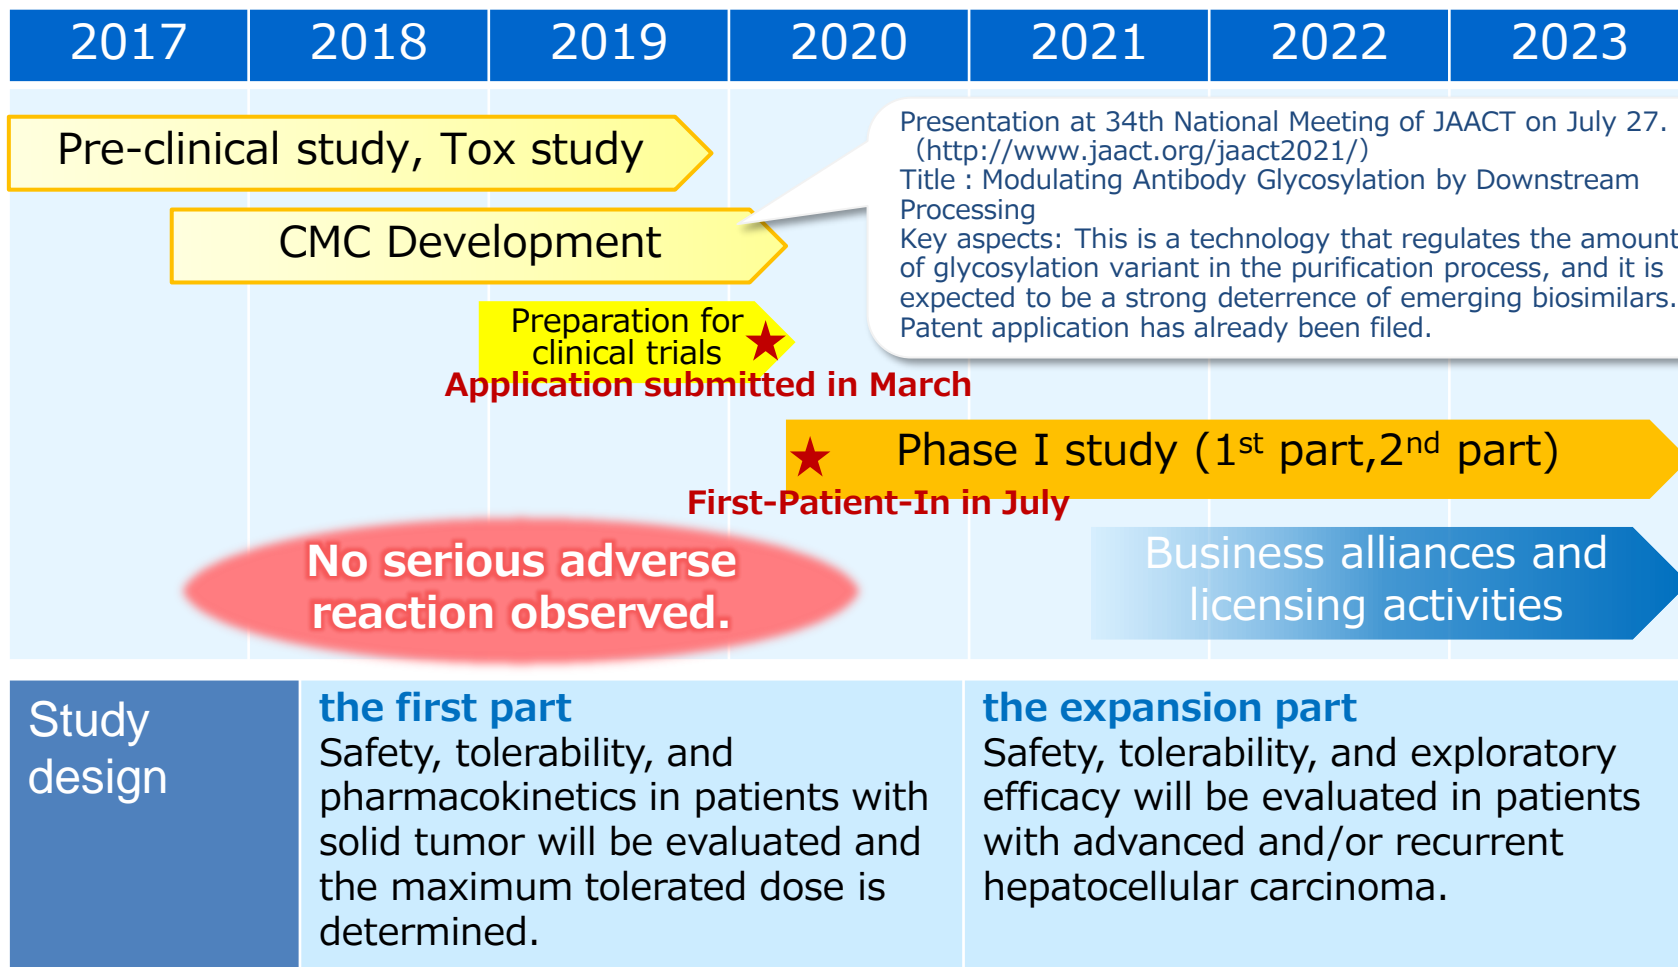 2017 2018 2019 2020 2021 2022 2023
Pre-clinical study, Tox study
CMC Development
Presentation at 34th National Meeting of JAACT on July 27.
（http://www.jaact.org/jaact2021/）
Title : Modulating Antibody Glycosylation by Downstream
Processing
Key aspects: This is a technology that regulates the amount
of glycosylation variant in the purification process, and it is
expected to be a strong deterrence of emerging biosimilars.
Patent application has already been filed.
Preparation for
clinical trials
Application submitted in March
Phase I study (1st part,2nd part)
First-Patient-In in July
No serious adverse
reaction observed.
Business alliances and
licensing activities
Study
design
the first part
Safety, tolerability, and
pharmacokinetics in patients with
solid tumor will be evaluated and
the maximum tolerated dose is
determined.
the expansion part
Safety, tolerability, and exploratory
efficacy will be evaluated in patients
with advanced and/or recurrent
hepatocellular carcinoma.